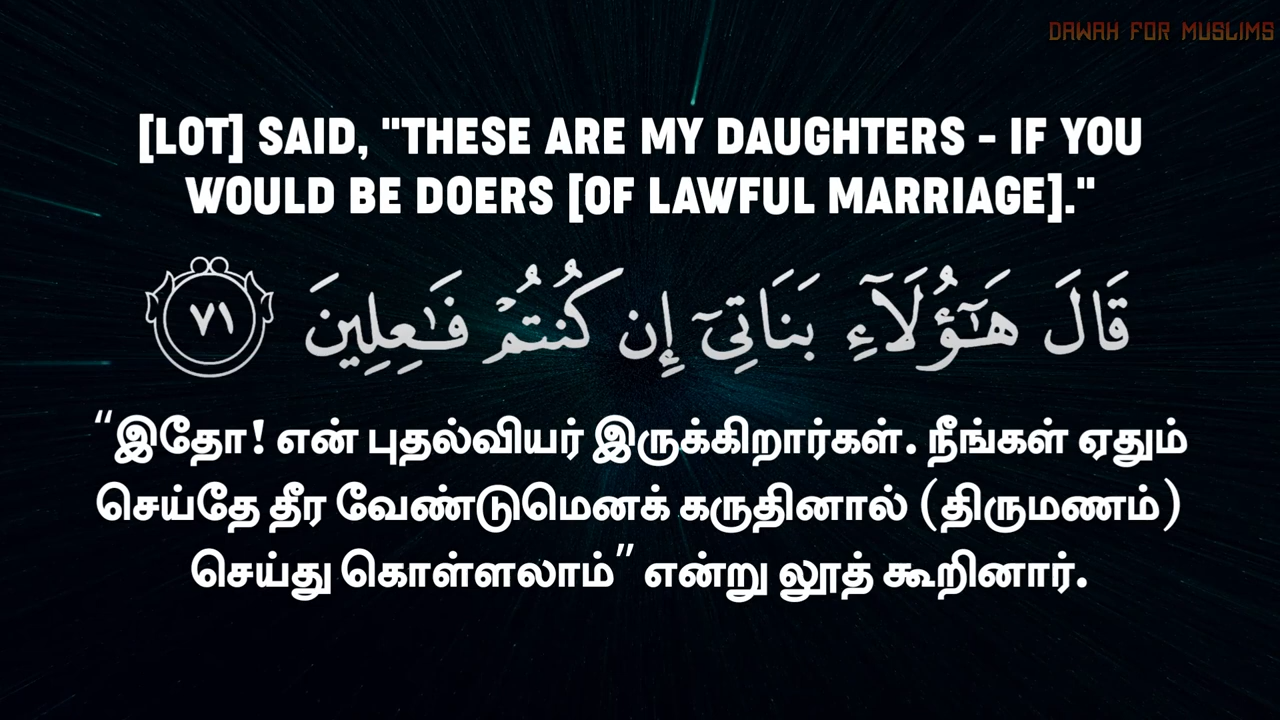 DAWAH FOR MUSLIMS
[LOT] SAID, "THESE ARE MY DAUGHTERS - IF YOU
WOULD BE DOERS [OF LAWFUL MARRIAGE]."
قَالَ هَـٰٓؤُلَآءِ بَنَاتِىٓ إِن كُنتُمْ فَـٰعِلِينَ ٧١
“இதோ! என் புதல்வியர் இருக்கிறார்கள். நீங்கள் ஏதும்
செய்தே தீர வேண்டுமெனக் கருதினால் (திருமணம்)
செய்து கொள்ளலாம்” என்று லூத் கூறினார்.